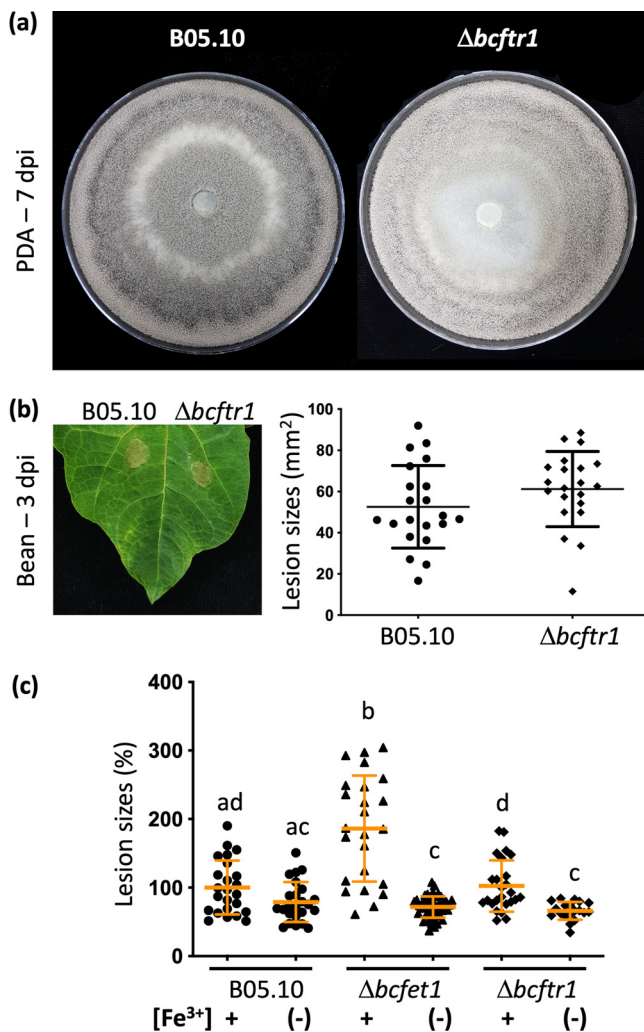 (a)
B05.10 Δbcftr1
PDA – 7 dpi
(b)
B05.10 Δbcftr1
Bean – 3 dpi
Lesion sizes (mm²)
100
80
60
40
20
0
B05.10 Δbcftr1
(c)
Lesion sizes (%)
400
300
200
100
0
ad ac b c d c
B05.10 Δbcfet1 Δbcftr1
[Fe³⁺] + (-) + (-) + (-)